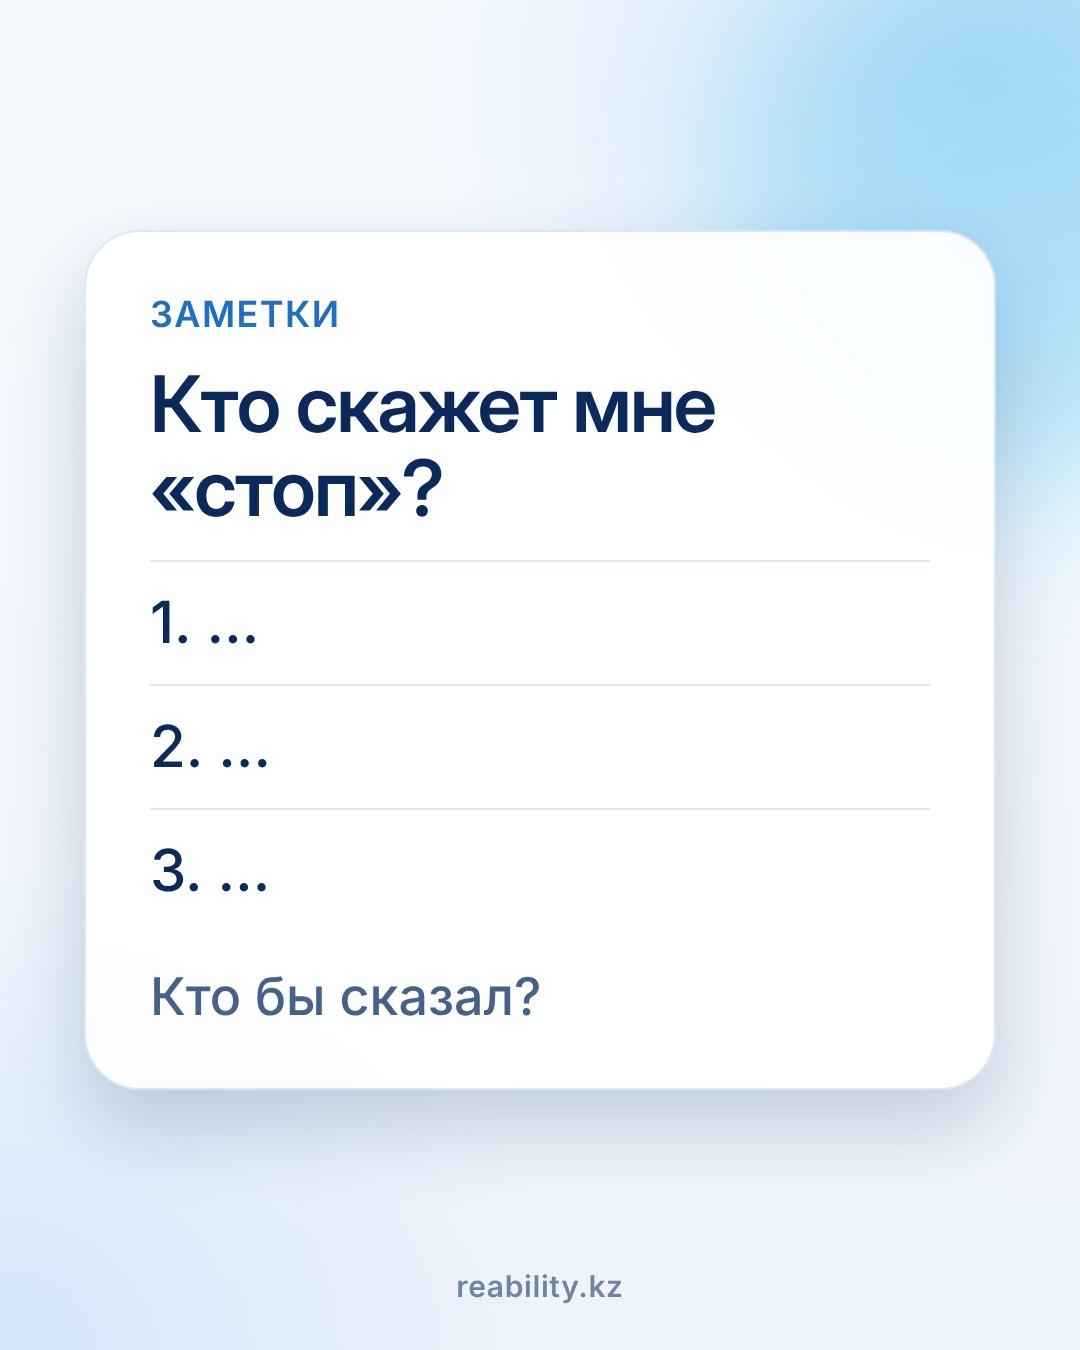 ЗАМЕТКИ
Кто скажет мне
«стоп»?
1. ...
2. ...
3. ...
Кто бы сказал?
reability.kz